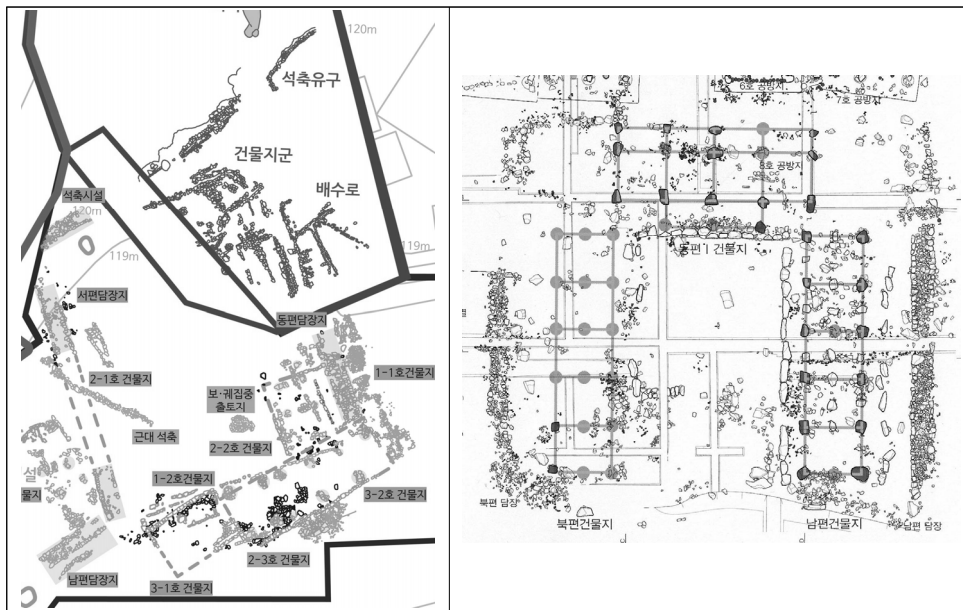 120m
석축유구
건물지군
배수로
석축시설
120m
119m
119m
서편담장지
동편담장지
2-1호 건물지
1-1호건물지
보·궤집중
출토지
근대 석축
2-2호 건물지
1-2호건물지
3-2호 건물지
설
물지
2-3호 건물지
남편담장지
3-1호 건물지
6호 공방지
7호 공방지
8호 공방지
동편 1 건물지
북편 담장
북편건물지
남편건물지
남편 담장